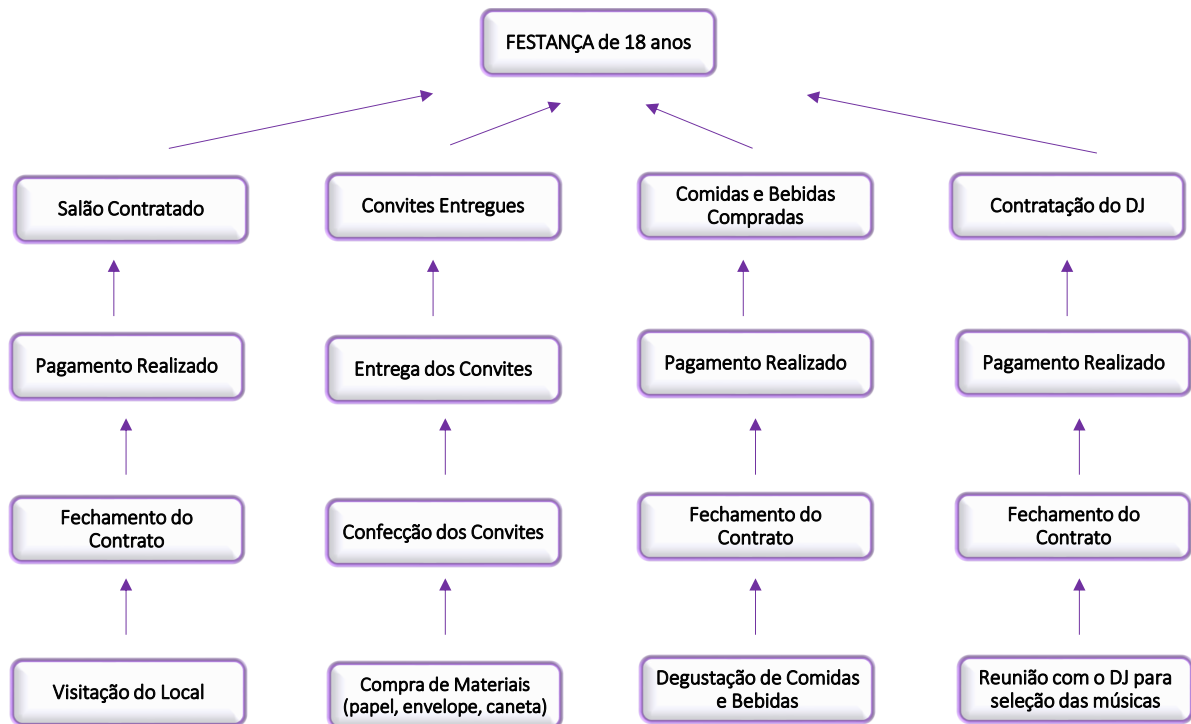 FESTANÇA de 18 anos
Salão Contratado
Convites Entregues
Comidas e Bebidas
Compradas
Contratação do DJ
Pagamento Realizado
Entrega dos Convites
Pagamento Realizado
Pagamento Realizado
Fechamento do
Contrato
Confecção dos Convites
Fechamento do
Contrato
Fechamento do
Contrato
Visitação do Local
Compra de Materiais
(papel, envelope, caneta)
Degustação de Comidas
e Bebidas
Reunião com o DJ para
seleção das músicas